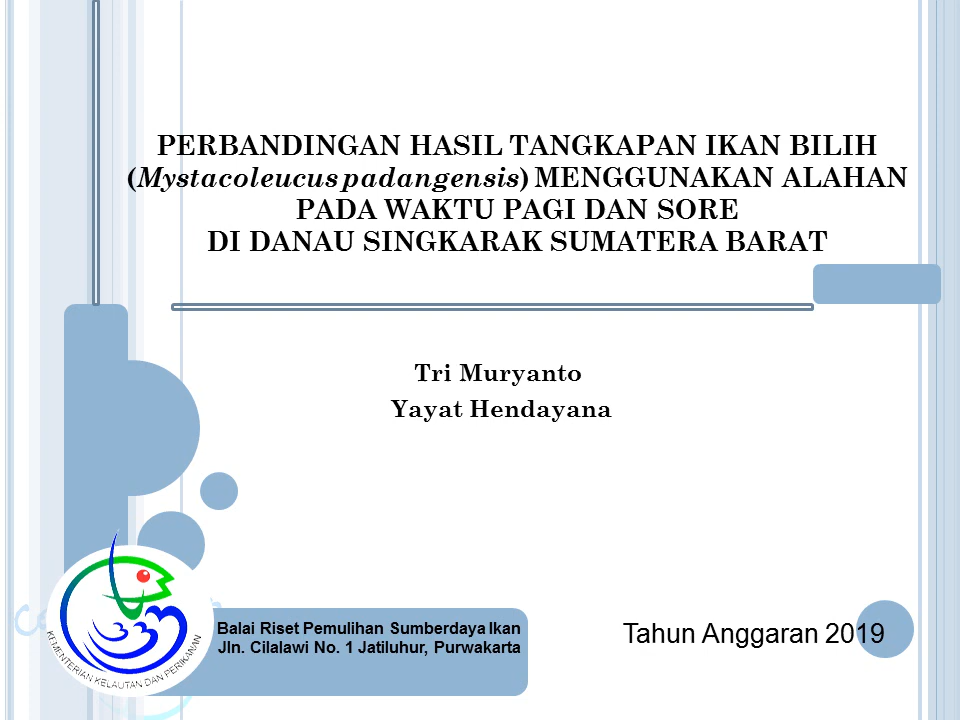 PERBANDINGAN HASIL TANGKAPAN IKAN BILIH
(Mystacoleucus padangensis) MENGGUNAKAN ALAHAN
PADA WAKTU PAGI DAN SORE
DI DANAU SINGKARAK SUMATERA BARAT
Tri Muryanto
Yayat Hendayana
KEMENTERIAN KELAUTAN DAN PERIKANAN
Balai Riset Pemulihan Sumberdaya Ikan
Jln. Cilalawi No. 1 Jatiluhur, Purwakarta
Tahun Anggaran 2019